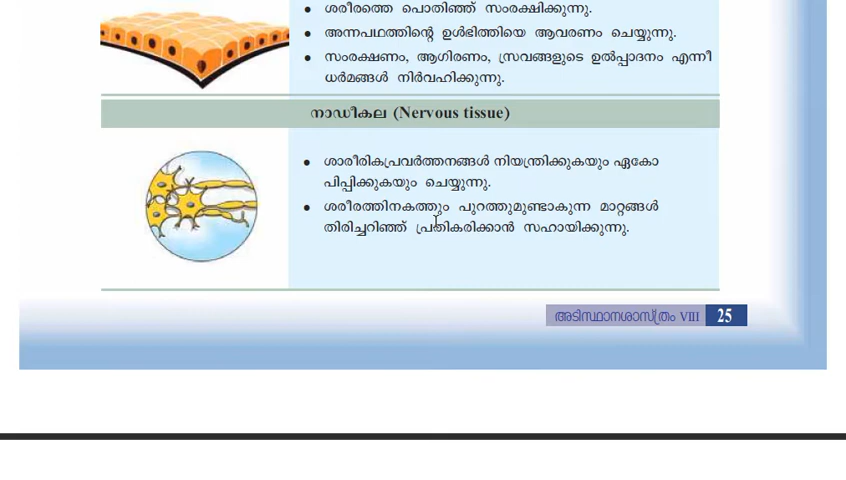 ശരീരത്തെ പൊതിഞ്ഞ് സംരക്ഷിക്കുന്നു.
അന്നപഥത്തിന്റെ ഉൾഭിത്തിയെ ആവരണം ചെയ്യുന്നു.
സംരക്ഷണം, ആഗിരണം, സ്രവങ്ങളുടെ ഉൽപ്പാദനം എന്നീ
ധർമങ്ങൾ നിർവഹിക്കുന്നു.
നാഡീകല (Nervous tissue)
ശാരീരികപ്രവർത്തനങ്ങൾ നിയന്ത്രിക്കുകയും ഏകോ
പിപ്പിക്കുകയും ചെയ്യുന്നു.
ശരീരത്തിനകത്തും പുറത്തുമുണ്ടാകുന്ന മാറ്റങ്ങൾ
തിരിച്ചറിഞ്ഞ് പ്രതികരിക്കാൻ സഹായിക്കുന്നു.
അടിസ്ഥാനശാസ്ത്രം VIII 25